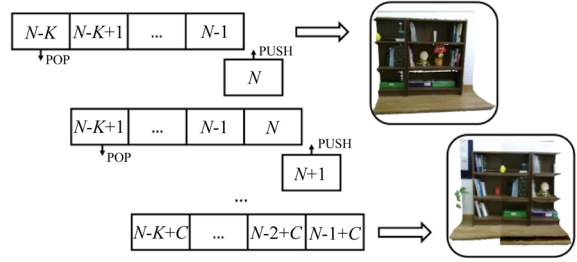 N-K N-K+1 ... N-1
POP PUSH
N
N-K+1 ... N-1 N
POP PUSH
N+1
...
N-K+C ... N-2+C N-1+C